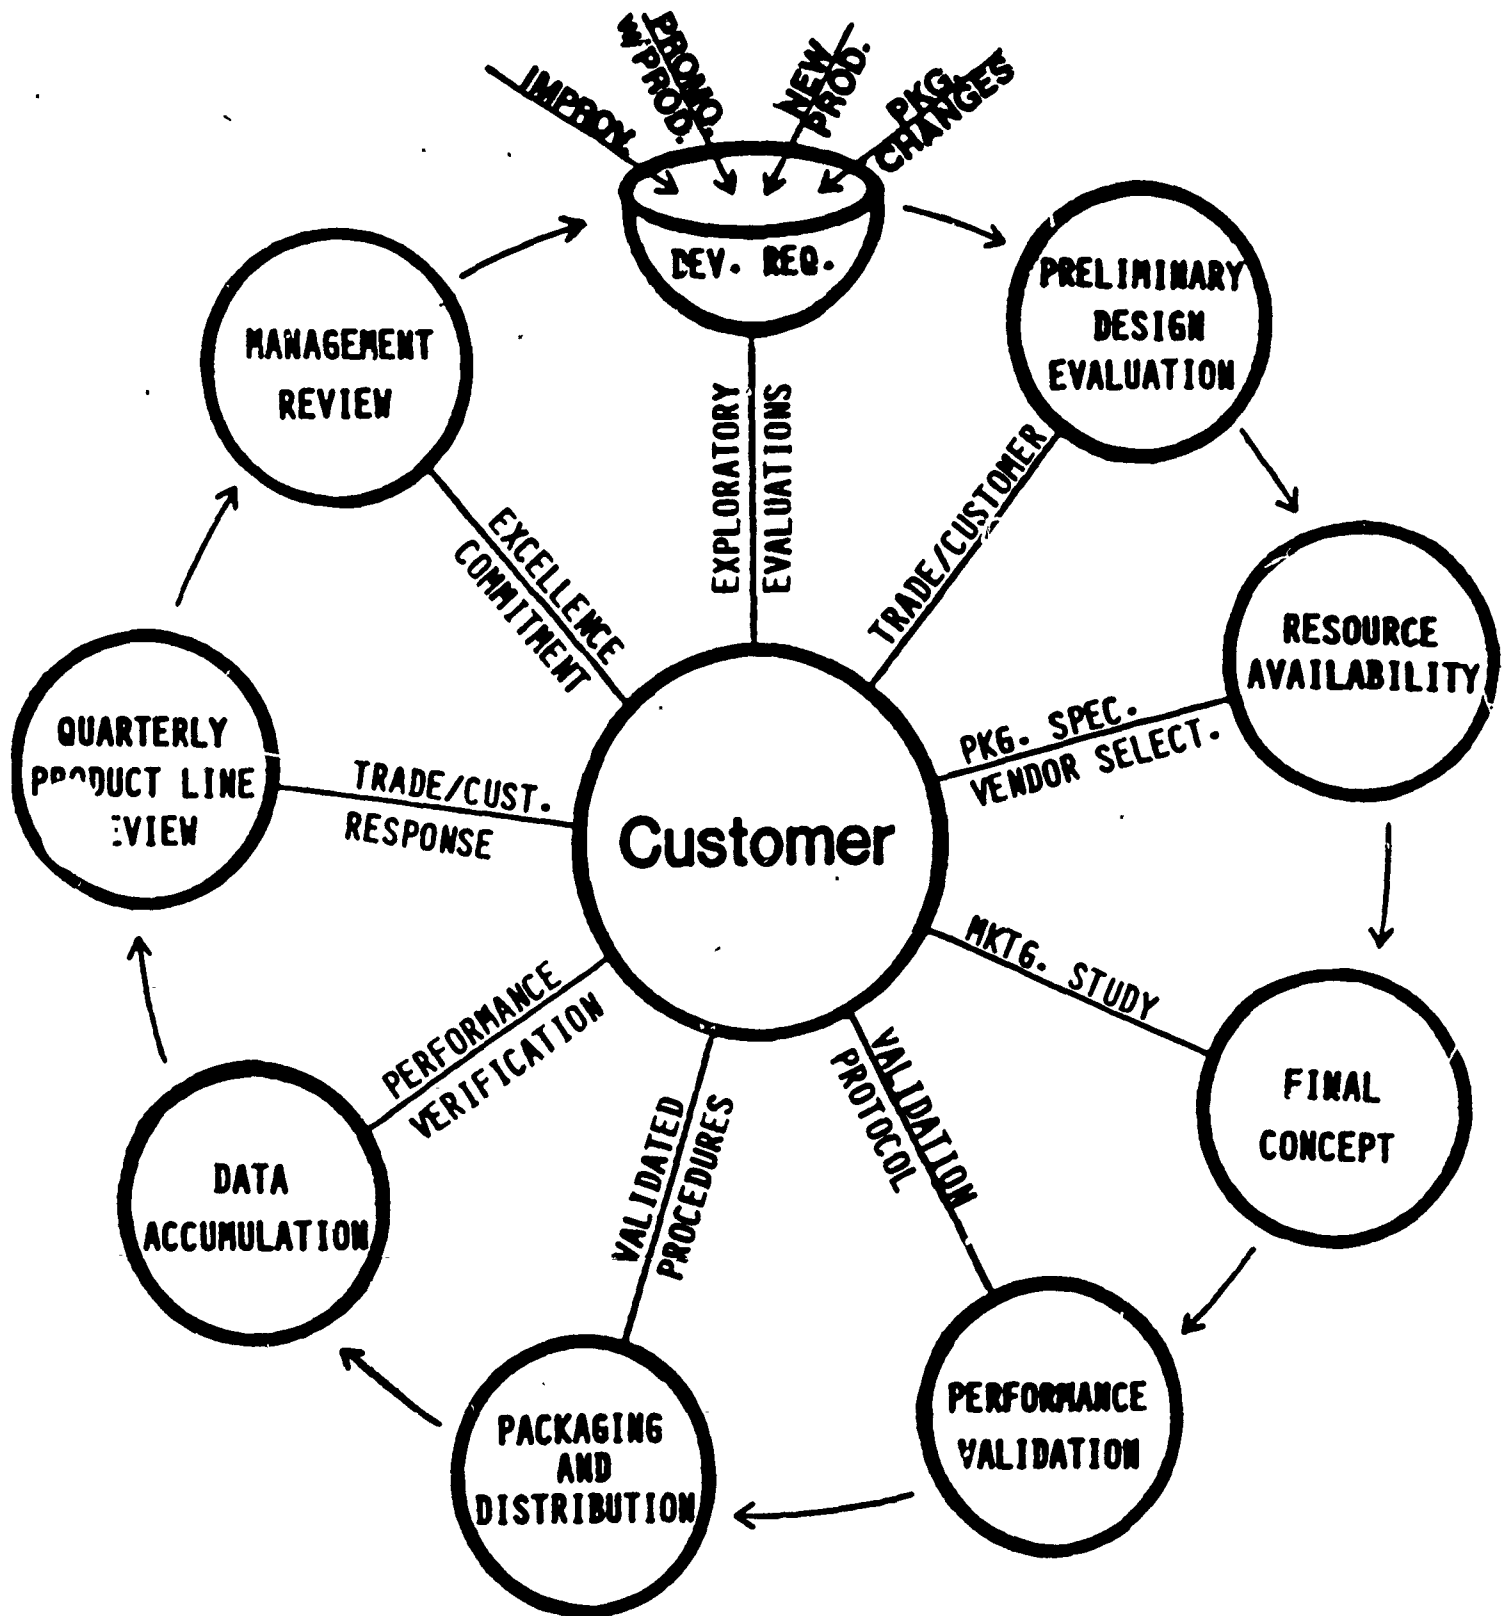 IMPROV.
PROMO.
w/PROD.
NEW
PROD.
PKG.
CHANGES
DEV. REQ.
PRELIMINARY
DESIGN
EVALUATION
MANAGEMENT
REVIEW
EXPLORATORY
EVALUATIONS
TRADE/CUSTOMER
EXCELLENCE
COMMITMENT
RESOURCE
AVAILABILITY
PKG. SPEC.
VENDOR SELECT.
QUARTERLY
PRODUCT LINE
EVIEW
TRADE/CUST.
RESPONSE
Customer
MKTG. STUDY
FINAL
CONCEPT
PERFORMANCE
VERIFICATION
VALIDATION
PROTOCOL
VALIDATED
PROCEDURES
DATA
ACCUMULATION
PERFORMANCE
VALIDATION
PACKAGING
AND
DISTRIBUTION